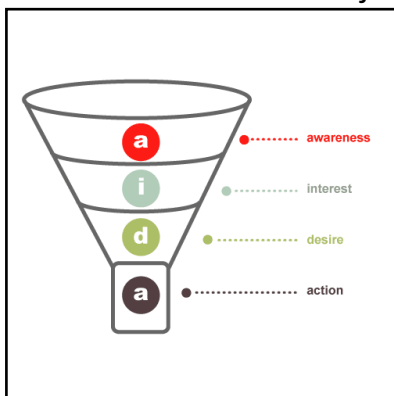 a awareness
i interest
d desire
a action